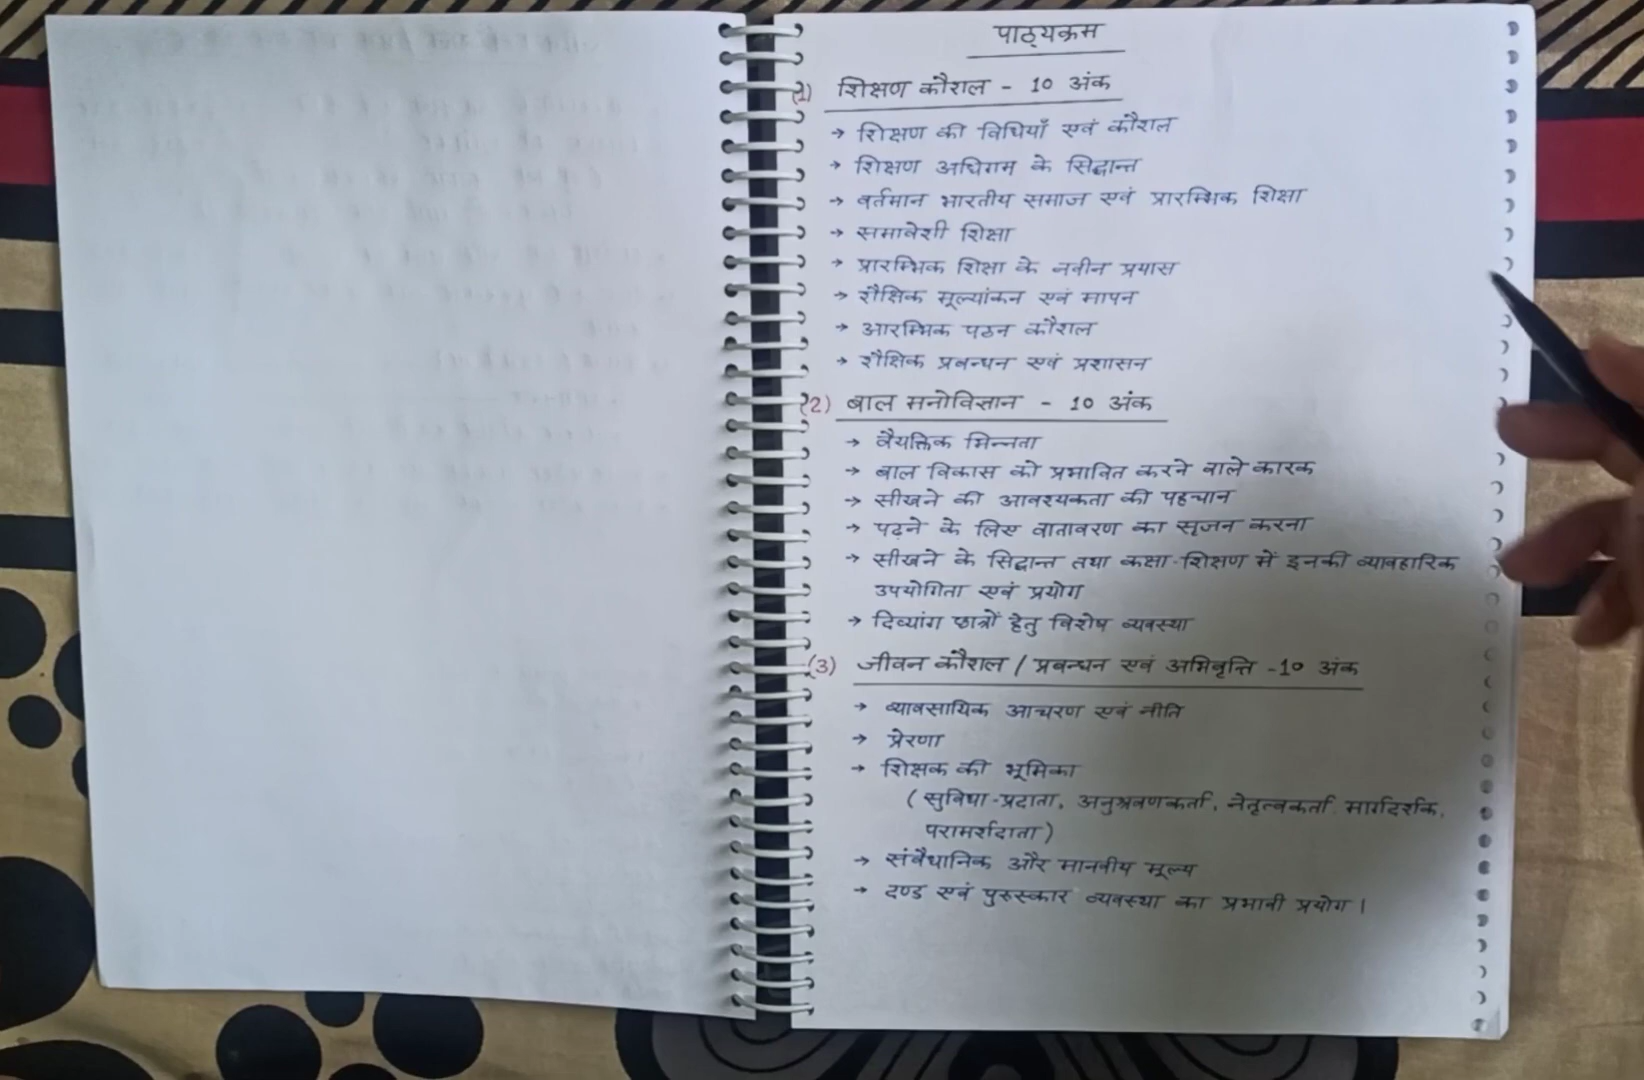 पाठ्यक्रम
(1) शिक्षण कौशल - 10 अंक
→ शिक्षण की विधियाँ एवं कौशल
→ शिक्षण अधिगम के सिद्धान्त
→ वर्तमान भारतीय समाज एवं प्रारम्भिक शिक्षा
→ समावेशी शिक्षा
→ प्रारम्भिक शिक्षा के नवीन प्रयास
→ शैक्षिक मूल्यांकन एवं मापन
→ आरम्भिक पठन कौशल
→ शैक्षिक प्रबन्धन एवं प्रशासन
(2) बाल मनोविज्ञान - 10 अंक
→ वैयक्तिक भिन्नता
→ बाल विकास को प्रभावित करने वाले कारक
→ सीखने की आवश्यकता की पहचान
→ पढ़ने के लिए वातावरण का सृजन करना
→ सीखने के सिद्धान्त तथा कक्षा-शिक्षण में इनकी व्यावहारिक
उपयोगिता एवं प्रयोग
→ दिव्यांग छात्रों हेतु विशेष व्यवस्था
(3) जीवन कौशल / प्रबन्धन एवं अभिवृत्ति -10 अंक
→ व्यावसायिक आचरण एवं नीति
→ प्रेरणा
→ शिक्षक की भूमिका
(सुविधा-प्रदाता, अनुश्रवणकर्ता, नेतृत्वकर्ता, मार्गदर्शक,
परामर्शदाता)
→ संवैधानिक और मानवीय मूल्य
→ दण्ड एवं पुरुस्कार व्यवस्था का प्रभावी प्रयोग।